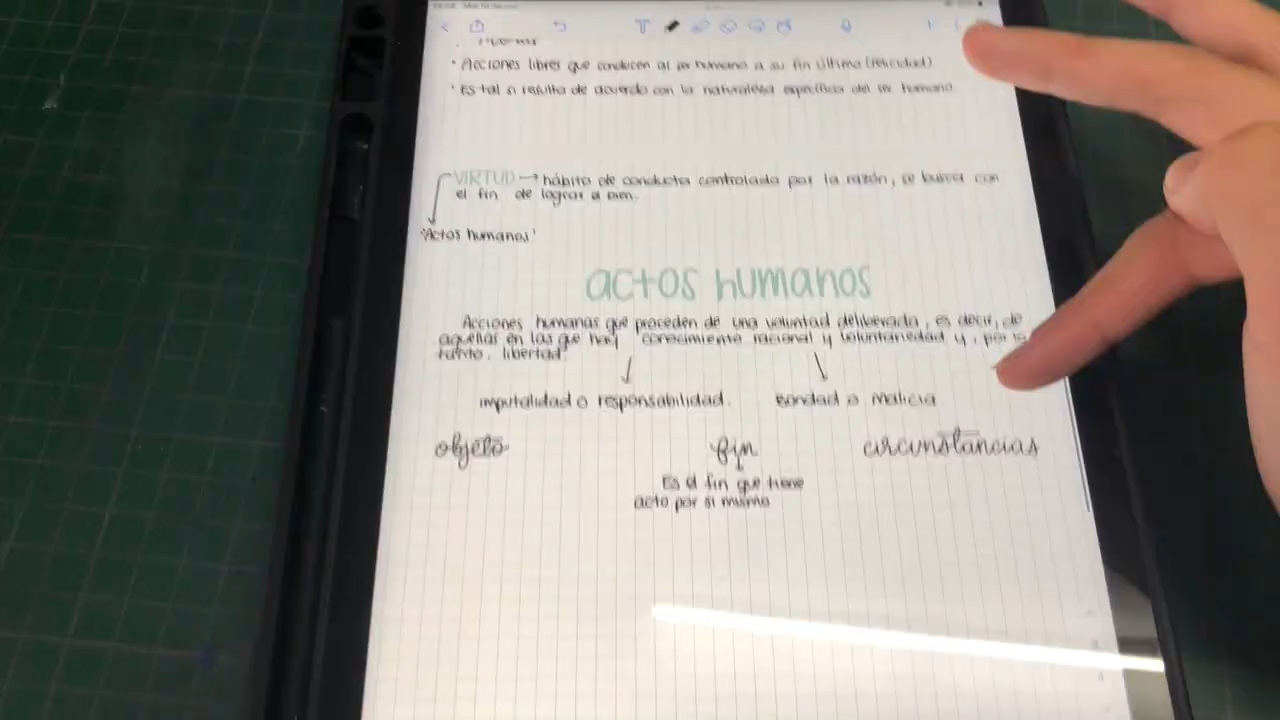 • Acciones libres que conducen al ser humano a su fin último (felicidad)
• Es tal si resulta de acuerdo con la naturaleza específica del ser humano.
VIRTUD → hábito de conducta controlada por la razón, se busca con
el fin de lograr el bien.
"Actos humanos"
actos humanos
Acciones humanas que proceden de una voluntad deliberada, es decir, de
aquellas en las que hay "conocimiento racional y voluntariedad y, por lo
tanto, libertad"
imputalidad o responsabilidad.
Bondad o malicia
objeto
fin
circunstancias
Es el fin que tiene
acto por si mismo